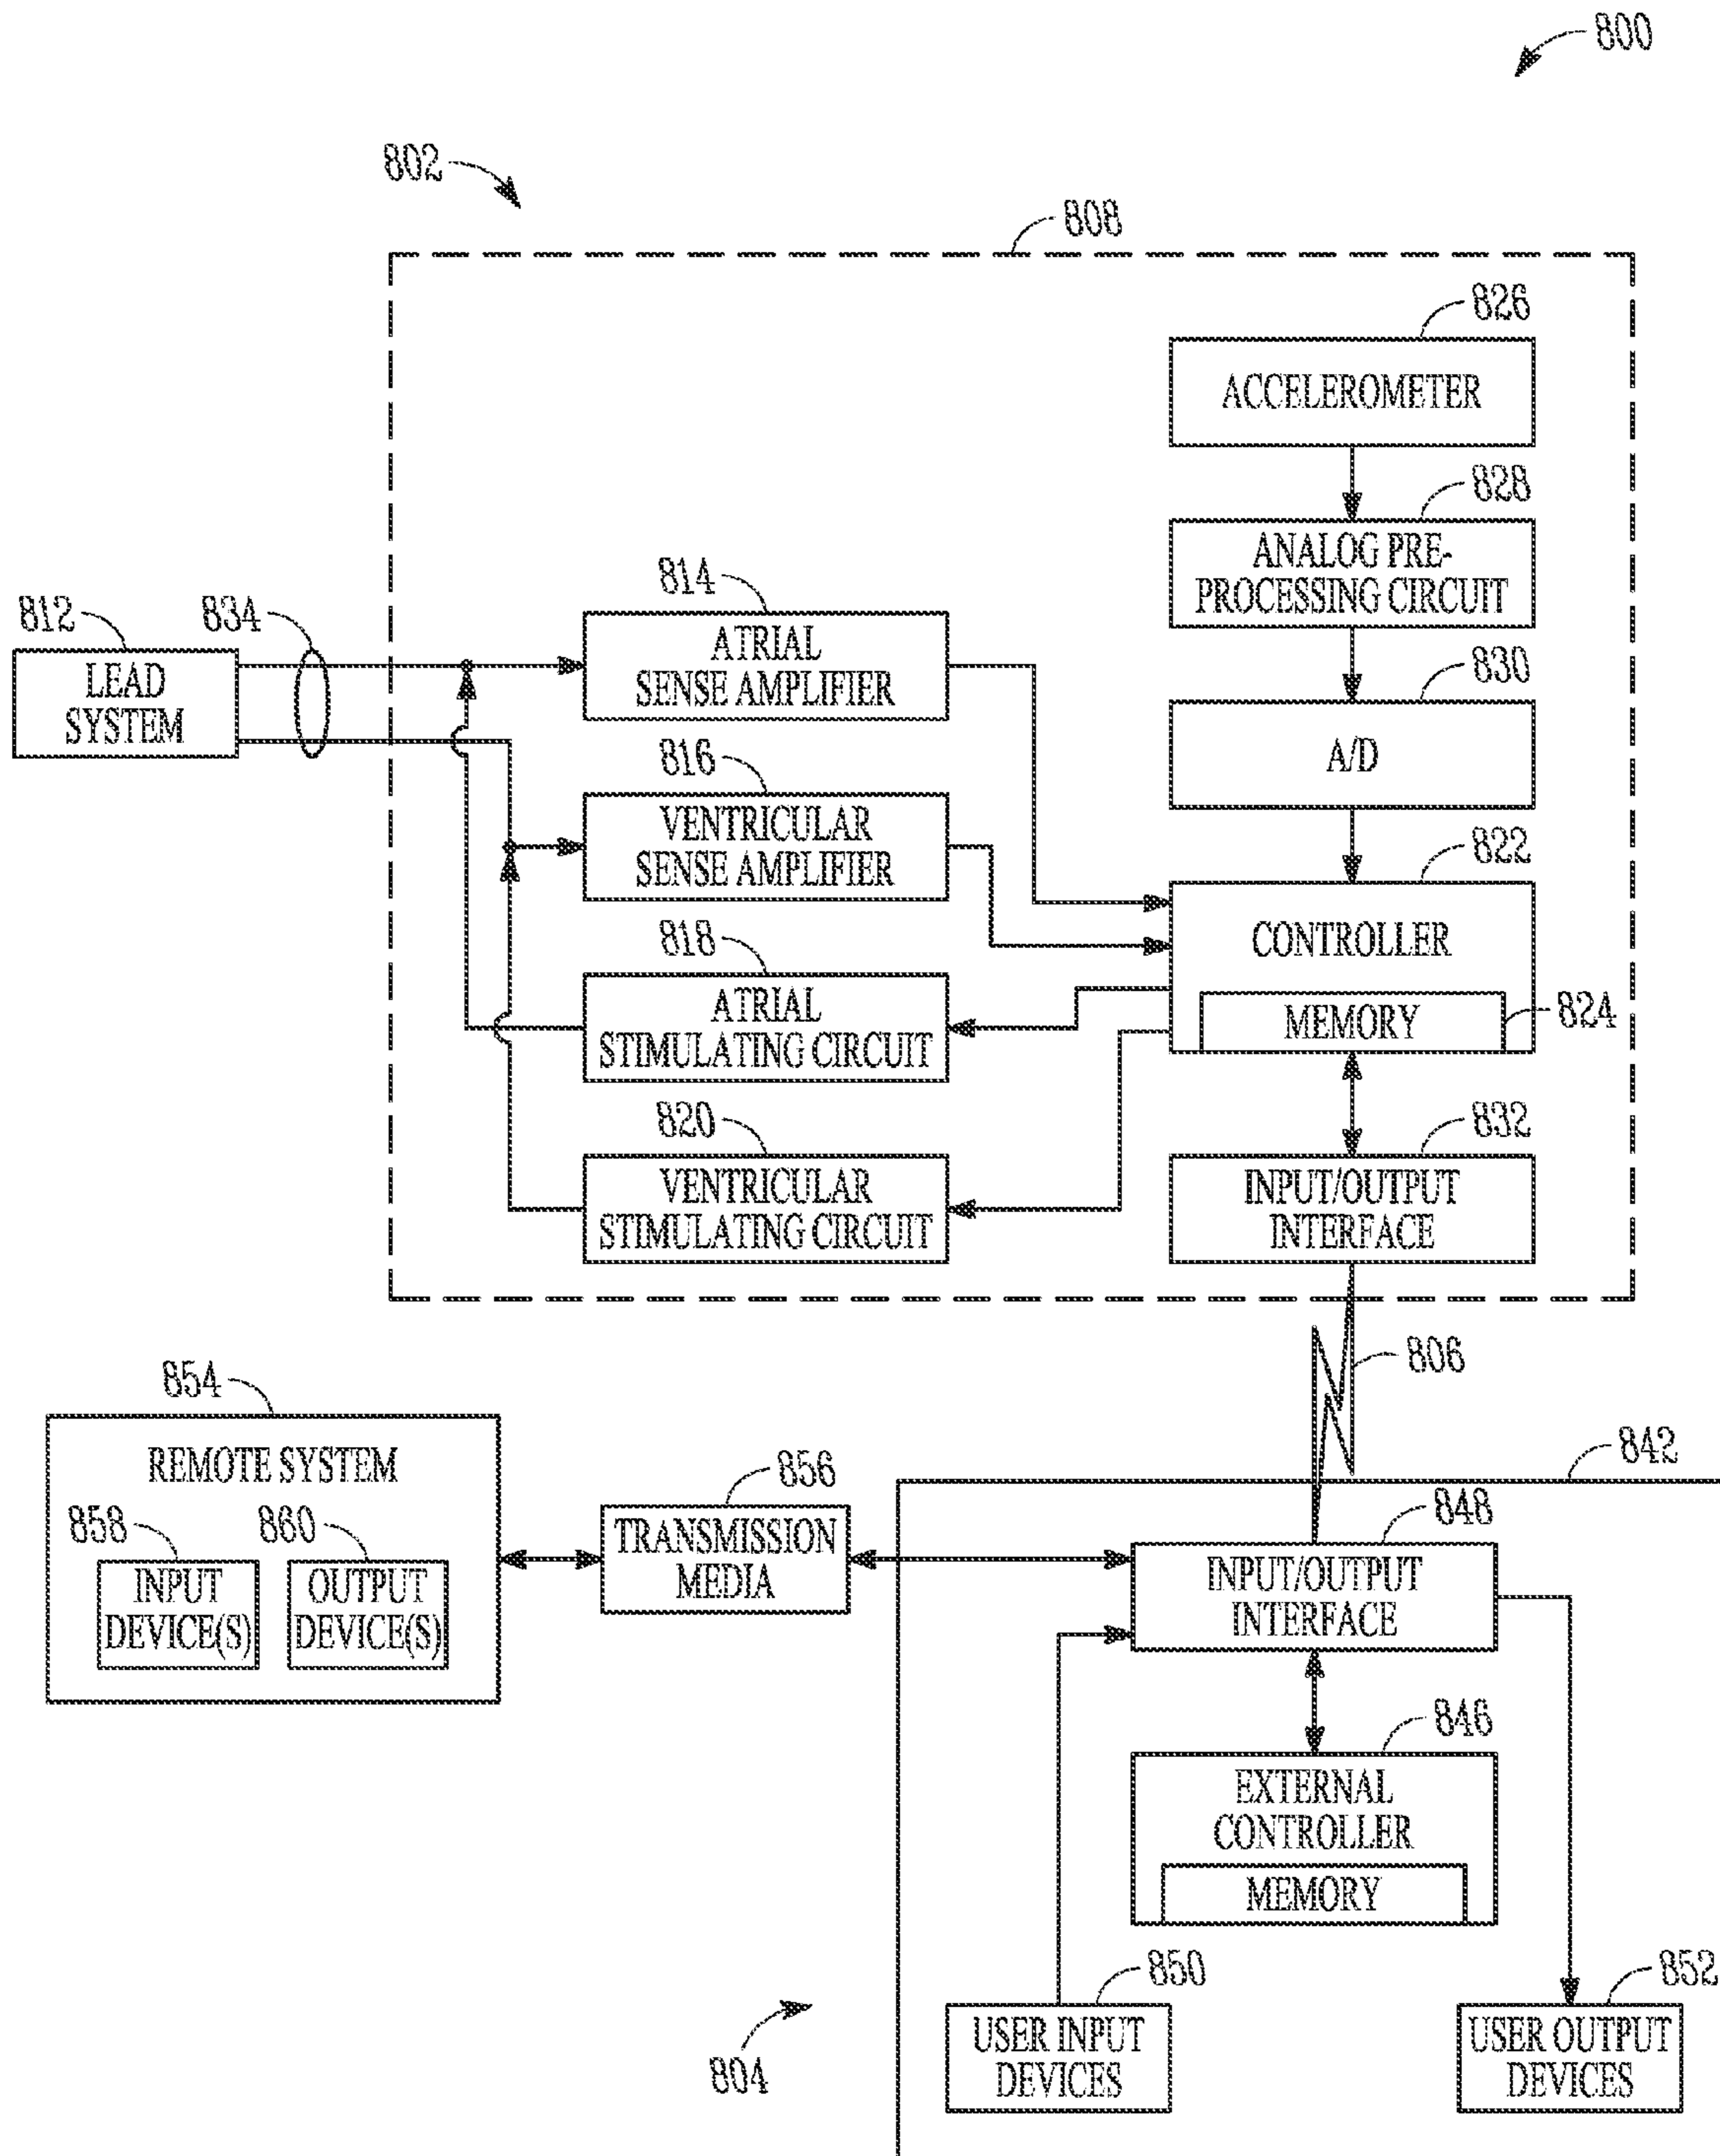 800
802
808
826
ACCELEROMETER
828
ANALOG PRE-
PROCESSING CIRCUIT
814
812
834
ATRIAL
SENSE AMPLIFIER
LEAD
SYSTEM
830
A/D
816
VENTRICULAR
SENSE AMPLIFIER
822
CONTROLLER
818
MEMORY
824
ATRIAL
STIMULATING CIRCUIT
820
832
VENTRICULAR
STIMULATING CIRCUIT
INPUT/OUTPUT
INTERFACE
806
854
REMOTE SYSTEM
842
856
858
860
848
TRANSMISSION
MEDIA
INPUT/OUTPUT
INTERFACE
INPUT
DEVICE(S)
OUTPUT
DEVICE(S)
846
EXTERNAL
CONTROLLER
MEMORY
850
852
804
USER INPUT
DEVICES
USER OUTPUT
DEVICES